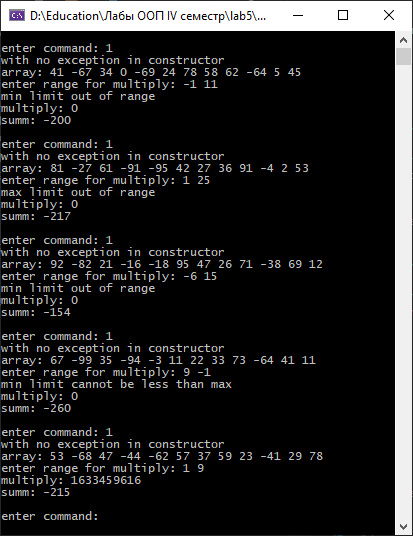 D:\Education\Лабы ООП IV семестр\lab5\...
enter command: 1
with no exception in constructor
array: 41 -67 34 0 -69 24 78 58 62 -64 5 45
enter range for multiply: -1 11
min limit out of range
multiply: 0
summ: -200
enter command: 1
with no exception in constructor
array: 81 -27 61 -91 -95 42 27 36 91 -4 2 53
enter range for multiply: 1 25
max limit out of range
multiply: 0
summ: -217
enter command: 1
with no exception in constructor
array: 92 -82 21 -16 -18 95 47 26 71 -38 69 12
enter range for multiply: -6 15
min limit out of range
multiply: 0
summ: -154
enter command: 1
with no exception in constructor
array: 67 -99 35 -94 -3 11 22 33 73 -64 41 11
enter range for multiply: 9 -1
min limit cannot be less than max
multiply: 0
summ: -260
enter command: 1
with no exception in constructor
array: 53 -68 47 -44 -62 57 37 59 23 -41 29 78
enter range for multiply: 1 9
multiply: 1633459616
summ: -215
enter command: